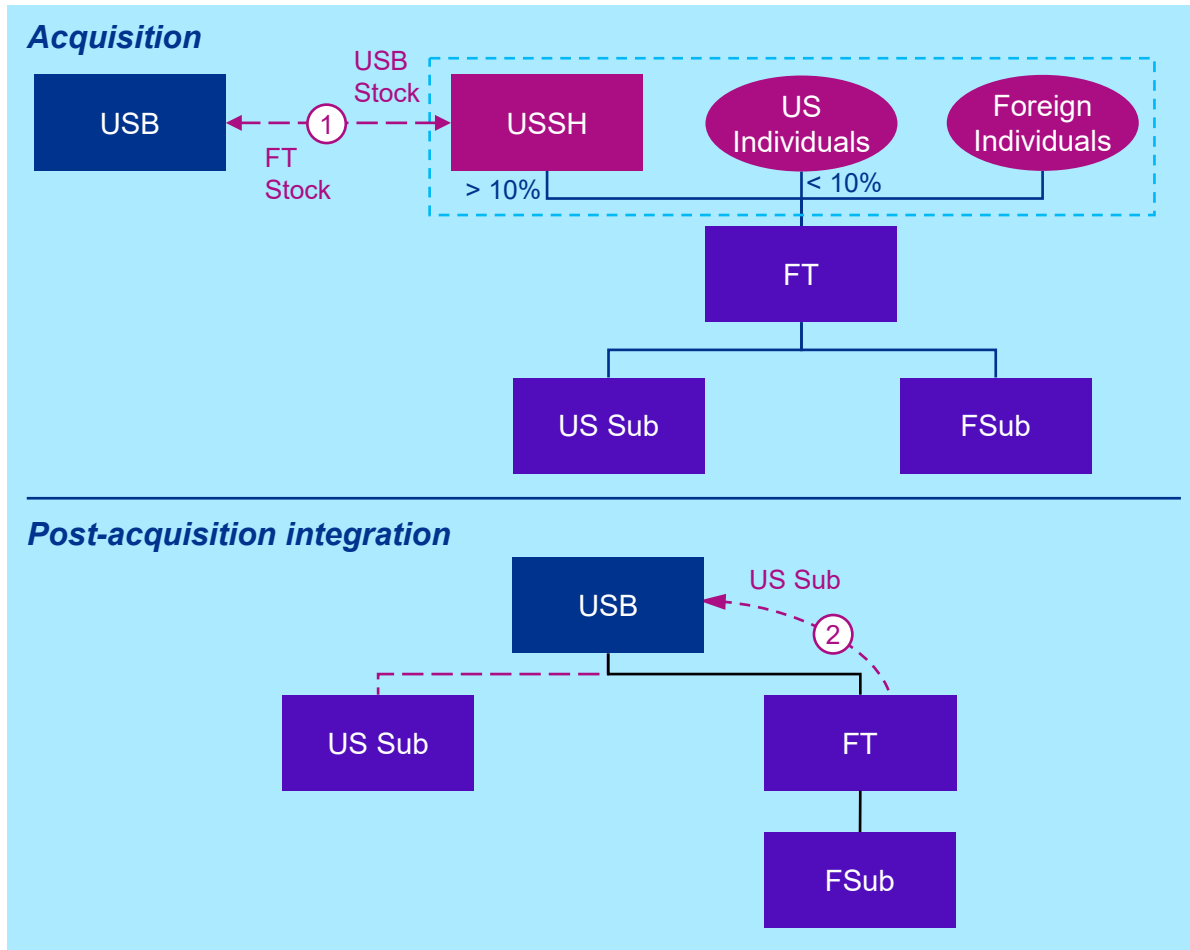 Acquisition
USB
USB
Stock
1
FT
Stock
USSH
US
Individuals
Foreign
Individuals
> 10%
< 10%
FT
US Sub
FSub
Post-acquisition integration
USB
US Sub
2
US Sub
FT
FSub